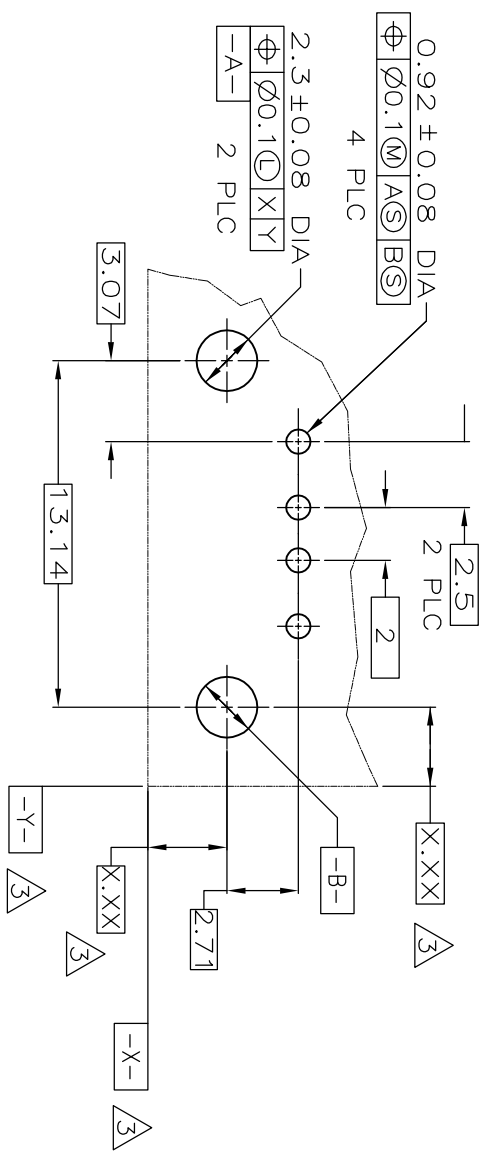 0.92 ±0.08 DIA
⌖ Ø0.1Ⓜ AⓈ BⓈ
4 PLC
2.3±0.08 DIA
⌖ Ø0.1Ⓛ X Y
-A- 2 PLC
3.07
13.14
2.5
2 PLC
2
X.XX 3
-B-
2.71
X.XX 3
-Y- 3
-X- 3